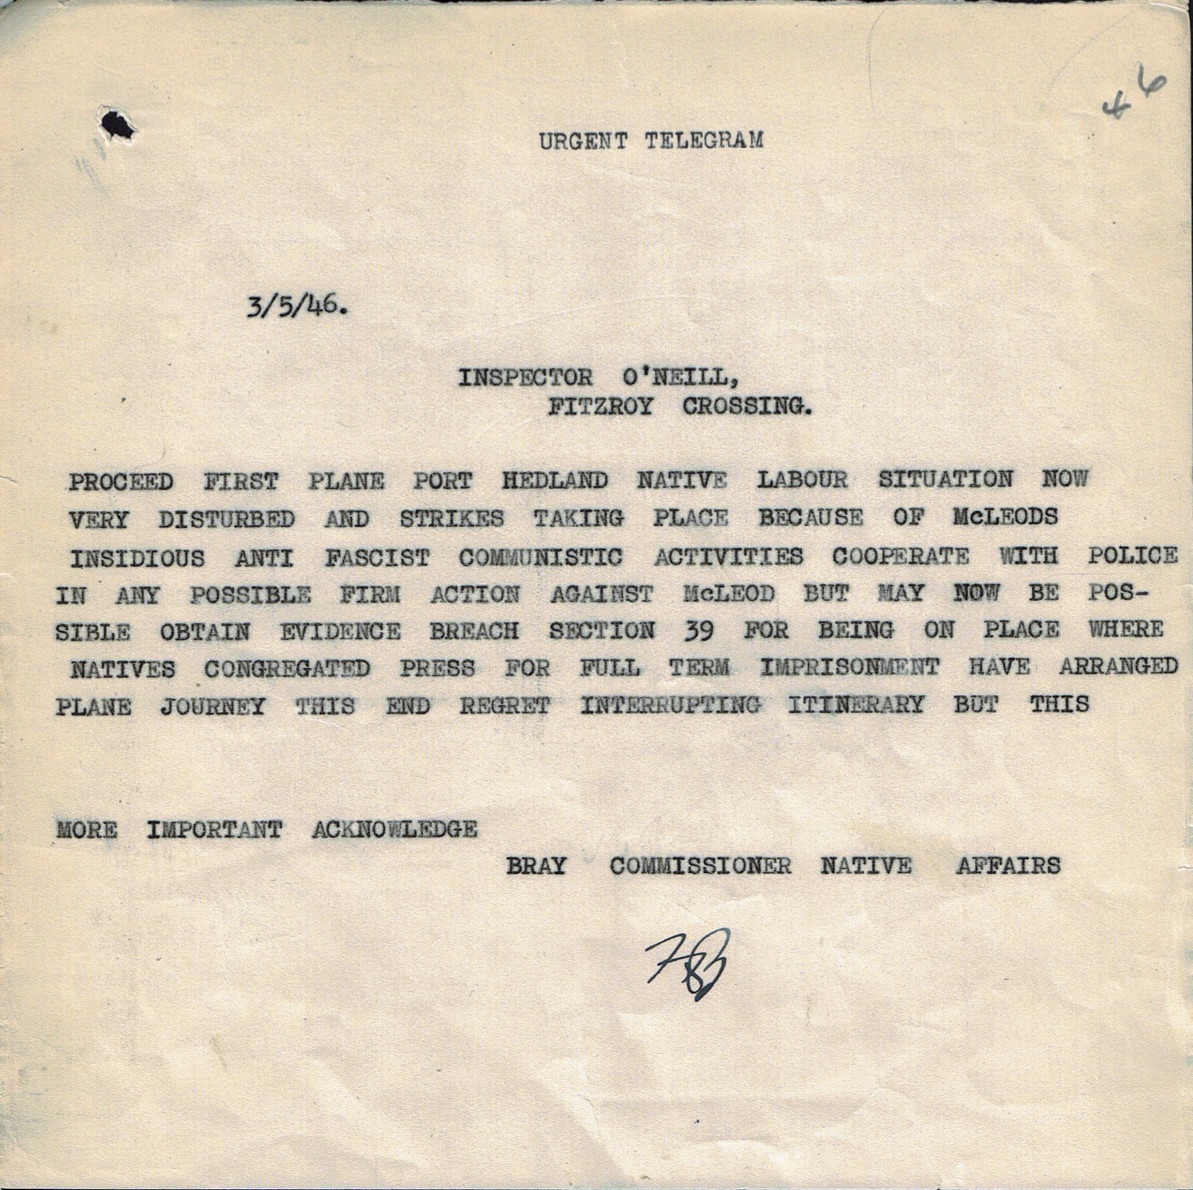 46
URGENT TELEGRAM
3/5/46.
INSPECTOR O'NEILL,
FITZROY CROSSING.
PROCEED FIRST PLANE PORT HEDLAND NATIVE LABOUR SITUATION NOW
VERY DISTURBED AND STRIKES TAKING PLACE BECAUSE OF McLEODS
INSIDIOUS ANTI FASCIST COMMUNISTIC ACTIVITIES COOPERATE WITH POLICE
IN ANY POSSIBLE FIRM ACTION AGAINST McLEOD BUT MAY NOW BE POS-
SIBLE OBTAIN EVIDENCE BREACH SECTION 39 FOR BEING ON PLACE WHERE
NATIVES CONGREGATED PRESS FOR FULL TERM IMPRISONMENT HAVE ARRANGED
PLANE JOURNEY THIS END REGRET INTERRUPTING ITINERARY BUT THIS
MORE IMPORTANT ACKNOWLEDGE
BRAY COMMISSIONER NATIVE AFFAIRS